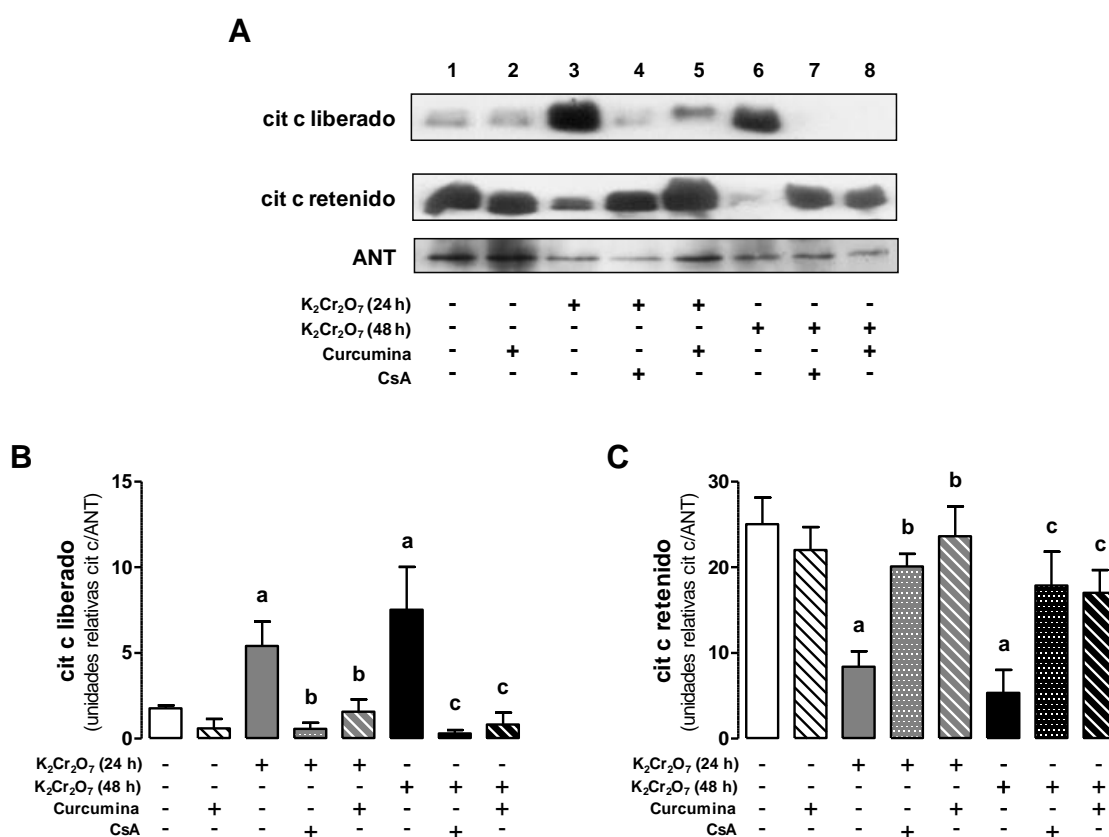 A
1 2 3 4 5 6 7 8
cit c liberado
cit c retenido
ANT
K₂Cr₂O₇ (24 h) - - + + + - - -
K₂Cr₂O₇ (48 h) - - - - - + + +
Curcumina - + - - + - - +
CsA - - - + - - + -
B
cit c liberado
(unidades relativas cit c/ANT)
15
10
5
0
a
b
b
a
c
c
K₂Cr₂O₇ (24 h) - - + + + - - -
K₂Cr₂O₇ (48 h) - - - - - + + +
Curcumina - + - - + - - +
CsA - - - + - - + -
C
cit c retenido
(unidades relativas cit c/ANT)
30
20
10
0
a
b
b
a
c
c
K₂Cr₂O₇ (24 h) - - + + + - - -
K₂Cr₂O₇ (48 h) - - - - - + + +
Curcumina - + - - + - - +
CsA - - - + - - + -